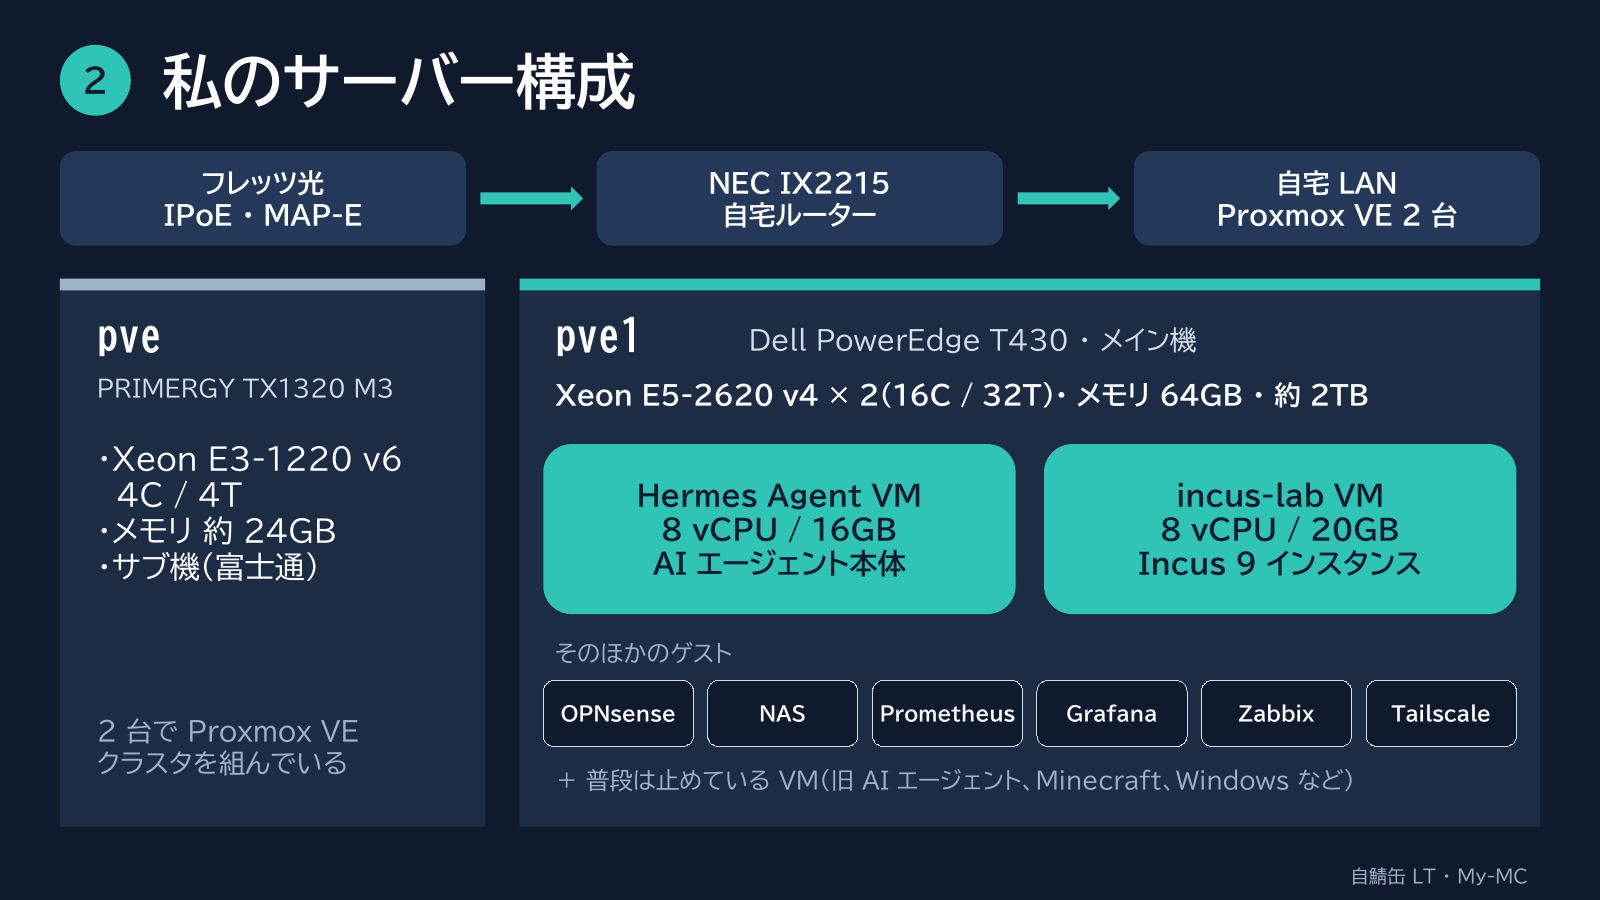 2
私のサーバー構成
フレッツ光
IPoE・MAP-E
NEC IX2215
自宅ルーター
自宅 LAN
Proxmox VE 2 台
pve
PRIMERGY TX1320 M3
・Xeon E3-1220 v6
4C / 4T
・メモリ 約 24GB
・サブ機（富士通）
2 台で Proxmox VE
クラスタを組んでいる
pve1
Dell PowerEdge T430・メイン機
Xeon E5-2620 v4 × 2（16C / 32T）・メモリ 64GB・約 2TB
Hermes Agent VM
8 vCPU / 16GB
AI エージェント本体
incus-lab VM
8 vCPU / 20GB
Incus 9 インスタンス
そのほかのゲスト
OPNsense
NAS
Prometheus
Grafana
Zabbix
Tailscale
＋ 普段は止めている VM（旧 AI エージェント、Minecraft、Windows など）
自鯖缶 LT・My-MC